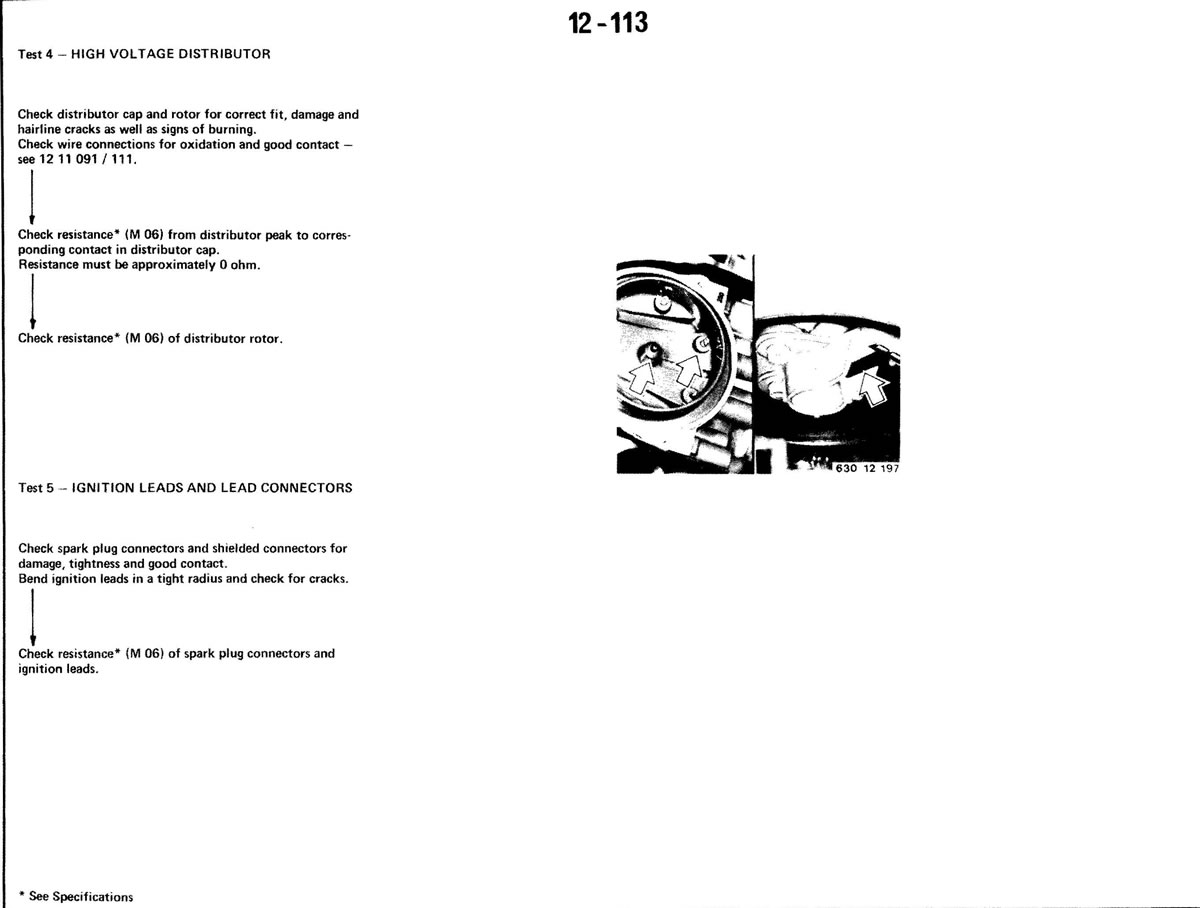 12-113
Test 4 – HIGH VOLTAGE DISTRIBUTOR
Check distributor cap and rotor for correct fit, damage and
hairline cracks as well as signs of burning.
Check wire connections for oxidation and good contact –
see 12 11 091 / 111.
Check resistance* (M 06) from distributor peak to corres-
ponding contact in distributor cap.
Resistance must be approximately 0 ohm.
Check resistance* (M 06) of distributor rotor.
630 12 197
Test 5 – IGNITION LEADS AND LEAD CONNECTORS
Check spark plug connectors and shielded connectors for
damage, tightness and good contact.
Bend ignition leads in a tight radius and check for cracks.
Check resistance* (M 06) of spark plug connectors and
ignition leads.
* See Specifications